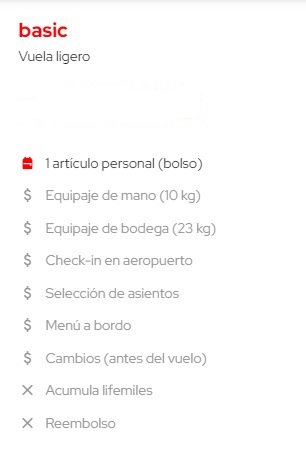 basic
Vuela ligero
1 artículo personal (bolso)
$ Equipaje de mano (10 kg)
$ Equipaje de bodega (23 kg)
$ Check-in en aeropuerto
$ Selección de asientos
$ Menú a bordo
$ Cambios (antes del vuelo)
Acumula lifemiles
Reembolso